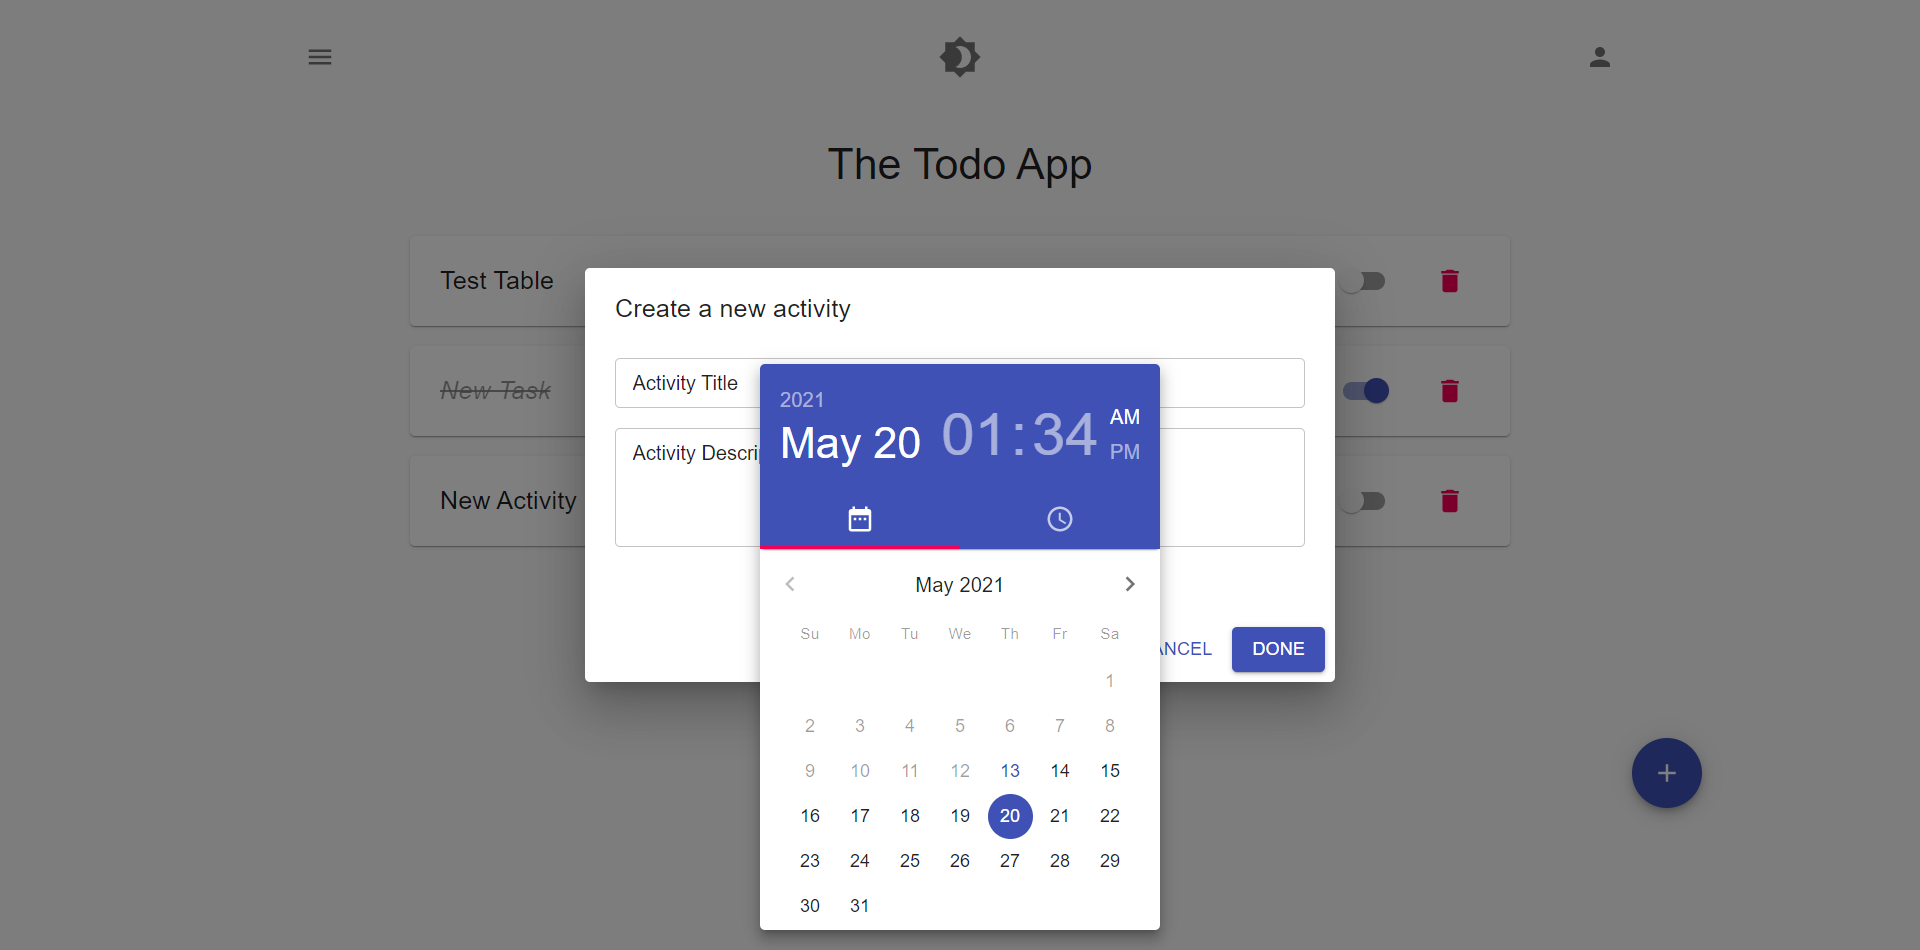 The Todo App
Test Table
New Task
New Activity
Create a new activity
Activity Title
Activity Descri
2021
May 20 01:34 AM
PM
May 2021
Su Mo Tu We Th Fr Sa
1
2 3 4 5 6 7 8
9 10 11 12 13 14 15
16 17 18 19 20 21 22
23 24 25 26 27 28 29
30 31
ANCEL DONE